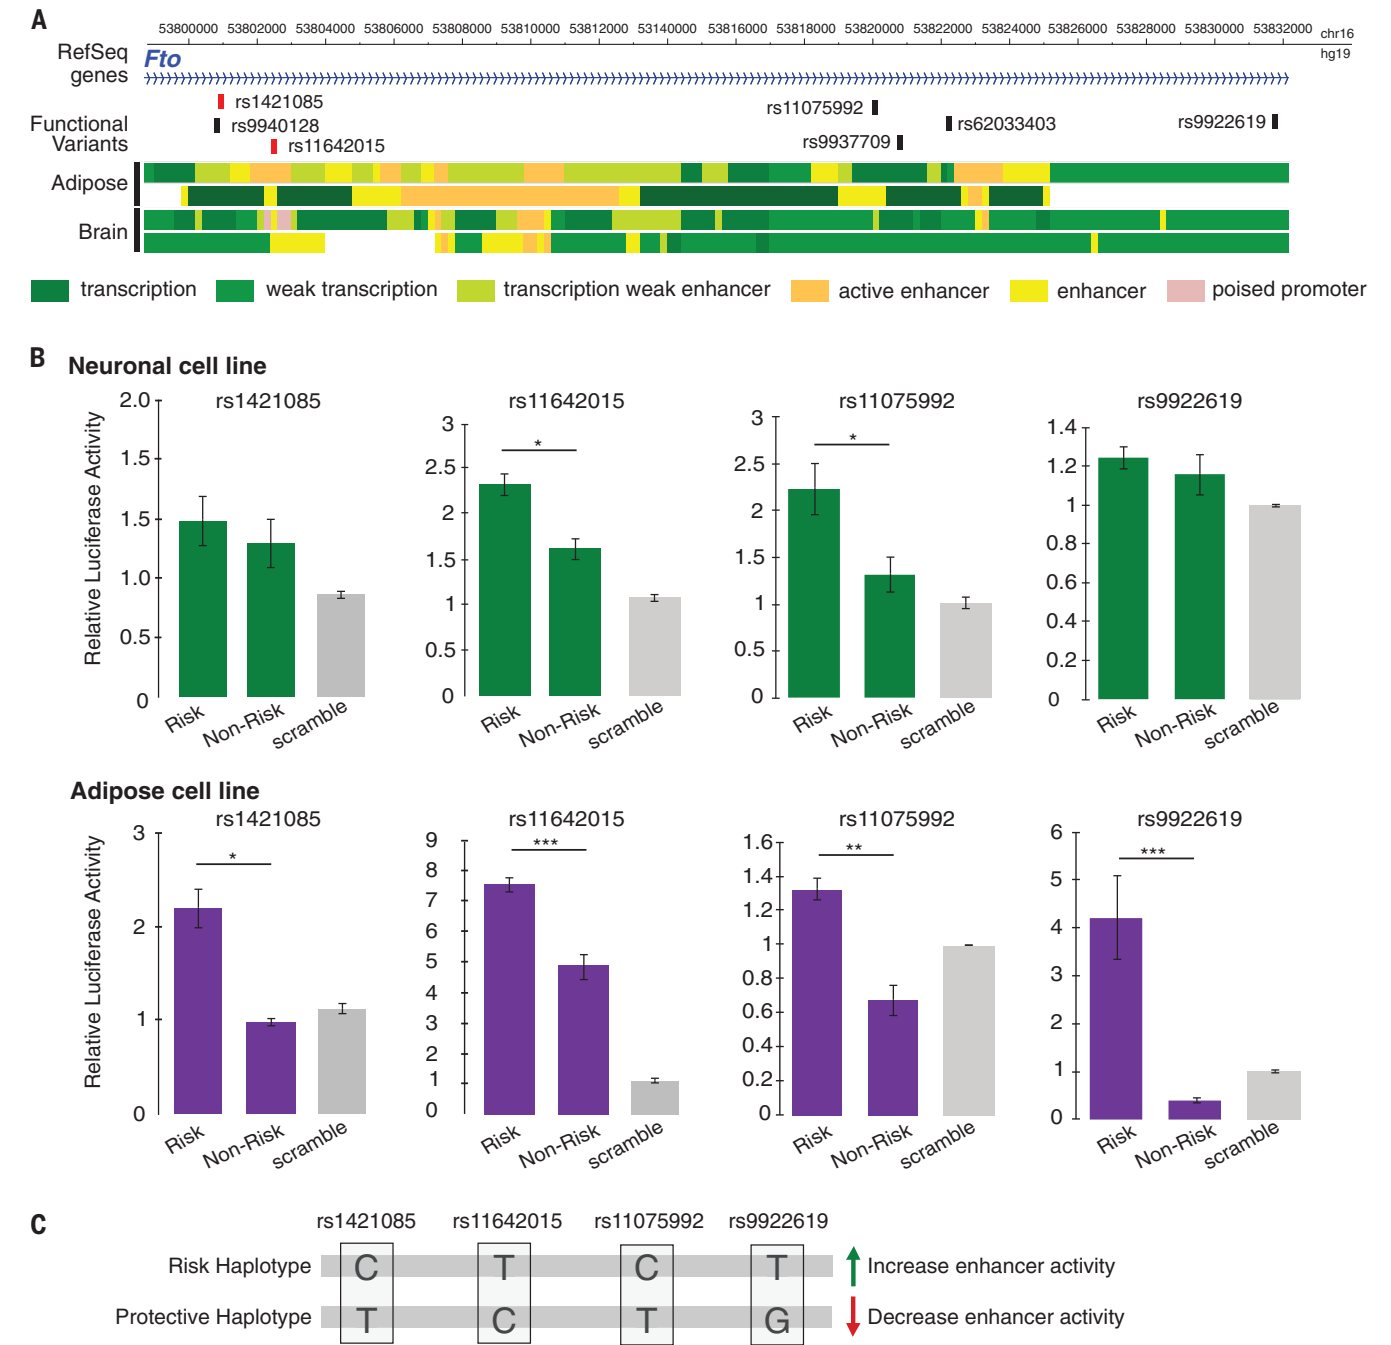 A
53800000 53802000 53804000 53806000 53808000 53810000 53812000 53814000 53816000 53818000 53820000 53822000 53824000 53826000 53828000 53830000 53832000 chr16
RefSeq genes
Fto
hg19
Functional Variants
rs1421085
rs9940128
rs11642015
rs11075992
rs9937709
rs62033403
rs9922619
Adipose
Brain
transcription weak transcription transcription weak enhancer active enhancer enhancer poised promoter
B
Neuronal cell line
rs1421085 rs11642015 rs11075992 rs9922619
Relative Luciferase Activity
2.0
1.5
1.5
1.0
0.5
0
Risk Non-Risk scramble
3
2.5
2
1.5
1
0.5
0
*
Risk Non-Risk scramble
3
2.5
2
1.5
1
0.5
0
*
Risk Non-Risk scramble
1.4
1.2
1
0.8
0.6
0.4
0.2
0
Risk Non-Risk scramble
Adipose cell line
rs1421085 rs11642015 rs11075992 rs9922619
Relative Luciferase Activity
3
2
1
0
*
Risk Non-Risk scramble
9
8
7
6
5
4
3
2
1
0
***
Risk Non-Risk scramble
1.6
1.4
1.2
1
0.8
0.6
0.4
0.2
0
**
Risk Non-Risk scramble
6
5
4
3
2
1
0
***
Risk Non-Risk scramble
C
rs1421085 rs11642015 rs11075992 rs9922619
Risk Haplotype C T C T Increase enhancer activity
Protective Haplotype T C T G Decrease enhancer activity